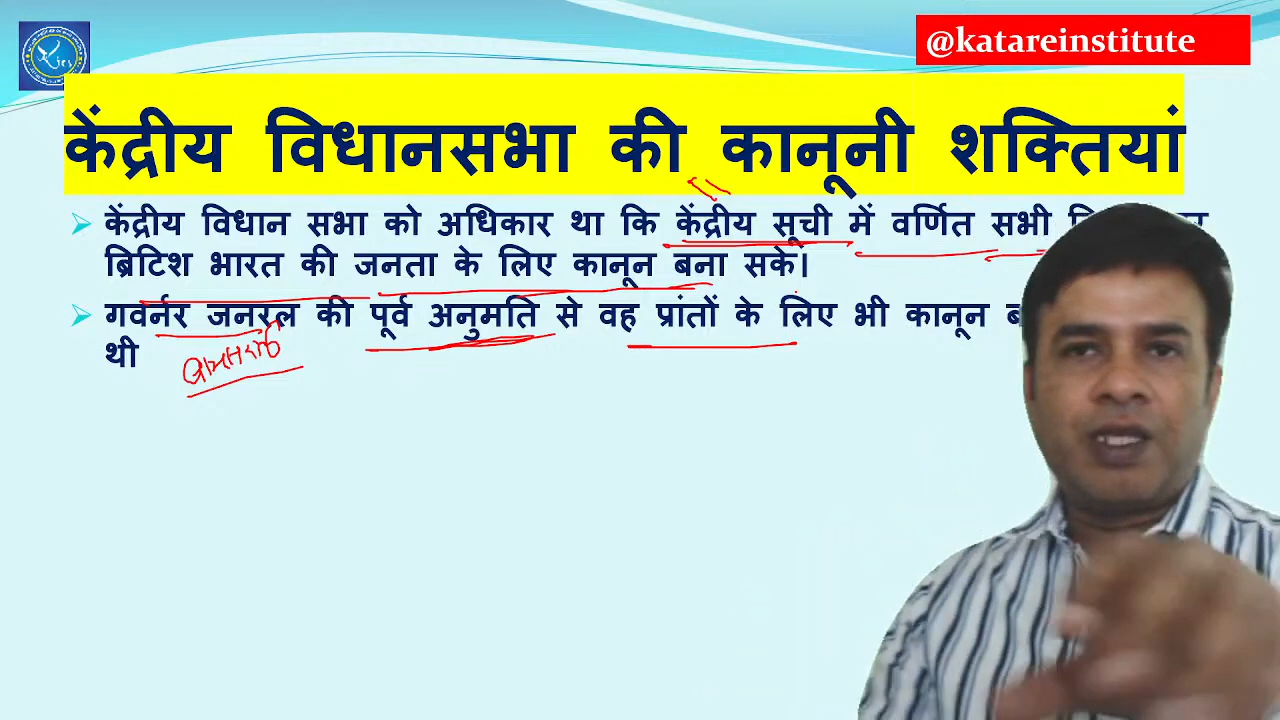 @katareinstitute
केंद्रीय विधानसभा की कानूनी शक्तियां
केंद्रीय विधान सभा को अधिकार था कि केंद्रीय सूची में वर्णित सभी
ब्रिटिश भारत की जनता के लिए कानून बना सके।
गवर्नर जनरल की पूर्व अनुमति से वह प्रांतों के लिए भी कानून
थी